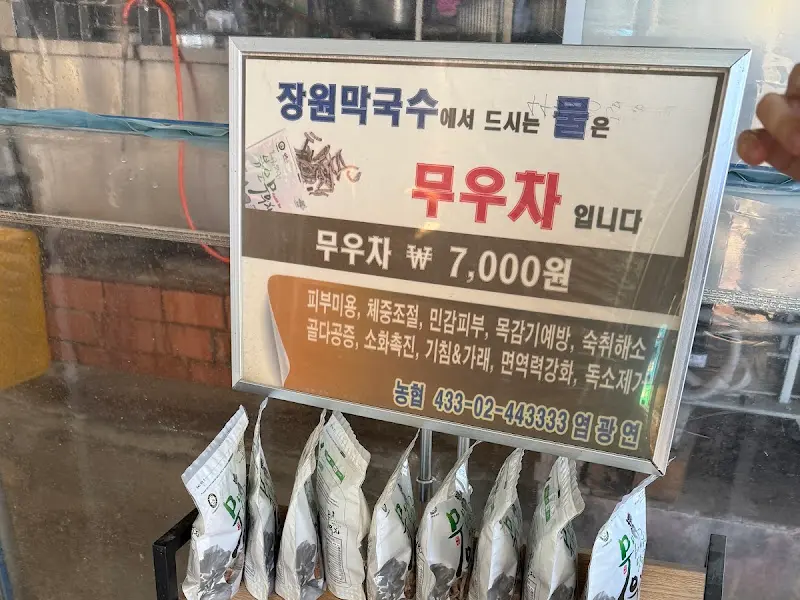 장원막국수에서 드시는 물은
무우차 입니다
무우차 ₩ 7,000원
피부미용, 체중조절, 민감피부, 목감기예방, 숙취해소
골다공증, 소화촉진, 기침&가래, 면역력강화, 독소제거
농협 433-02-443333 염광연